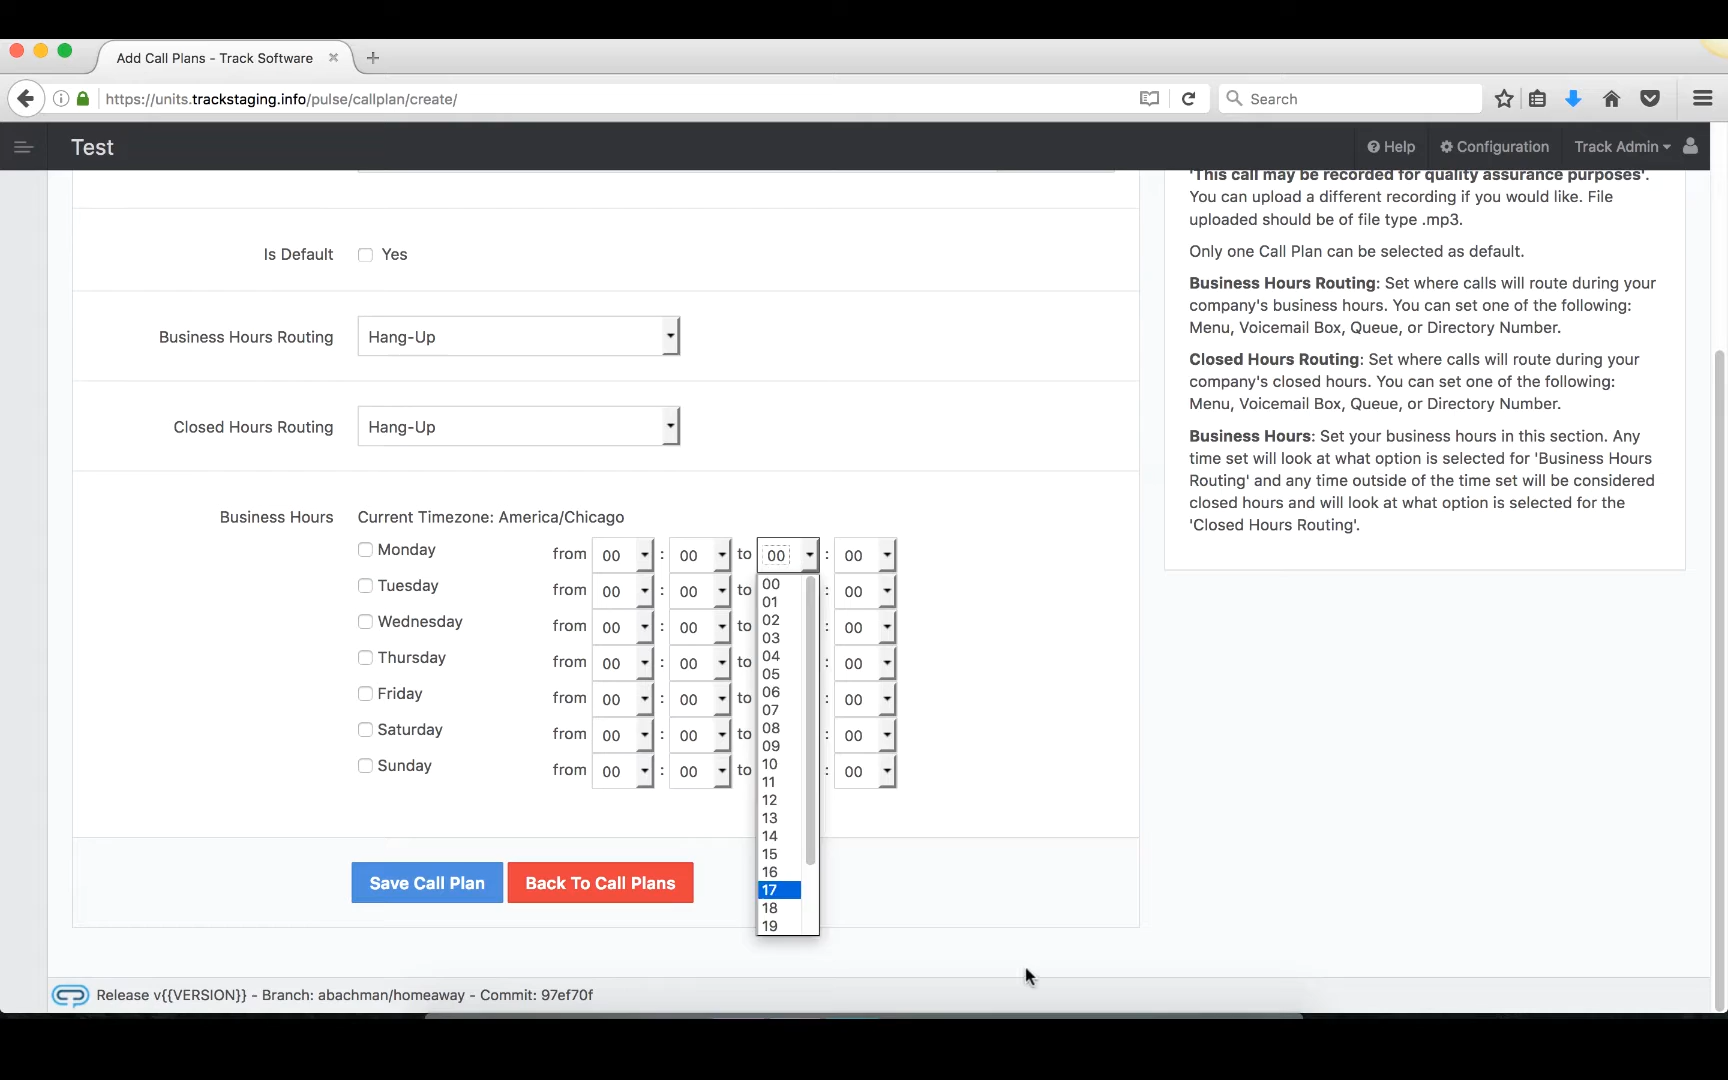 Add Call Plans - Track Software
https://units.trackstaging.info/pulse/callplan/create/
Search
Test
Help
Configuration
Track Admin
Is Default
Yes
Business Hours Routing
Hang-Up
Closed Hours Routing
Hang-Up
Business Hours
Current Timezone: America/Chicago
Monday from 00 : 00 to 00 : 00
Tuesday from 00 : 00 to : 00
Wednesday from 00 : 00 to : 00
Thursday from 00 : 00 to : 00
Friday from 00 : 00 to : 00
Saturday from 00 : 00 to : 00
Sunday from 00 : 00 to : 00
00
01
02
03
04
05
06
07
08
09
10
11
12
13
14
15
16
17
18
19
Save Call Plan
Back To Call Plans
'This call may be recorded for quality assurance purposes'.
You can upload a different recording if you would like. File
uploaded should be of file type .mp3.
Only one Call Plan can be selected as default.
Business Hours Routing: Set where calls will route during your
company's business hours. You can set one of the following:
Menu, Voicemail Box, Queue, or Directory Number.
Closed Hours Routing: Set where calls will route during your
company's closed hours. You can set one of the following:
Menu, Voicemail Box, Queue, or Directory Number.
Business Hours: Set your business hours in this section. Any
time set will look at what option is selected for 'Business Hours
Routing' and any time outside of the time set will be considered
closed hours and will look at what option is selected for the
'Closed Hours Routing'.
Release v{{VERSION}} - Branch: abachman/homeaway - Commit: 97ef70f